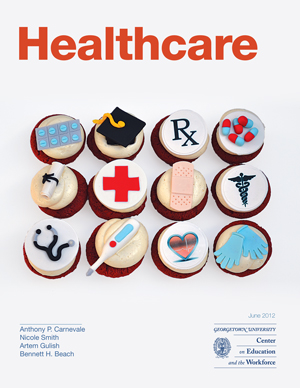 Healthcare
Rx
June 2012
Anthony P. Carnevale
Nicole Smith
Artem Gulish
Bennett H. Beach
GEORGETOWN UNIVERSITY
Center
on Education
and the Workforce